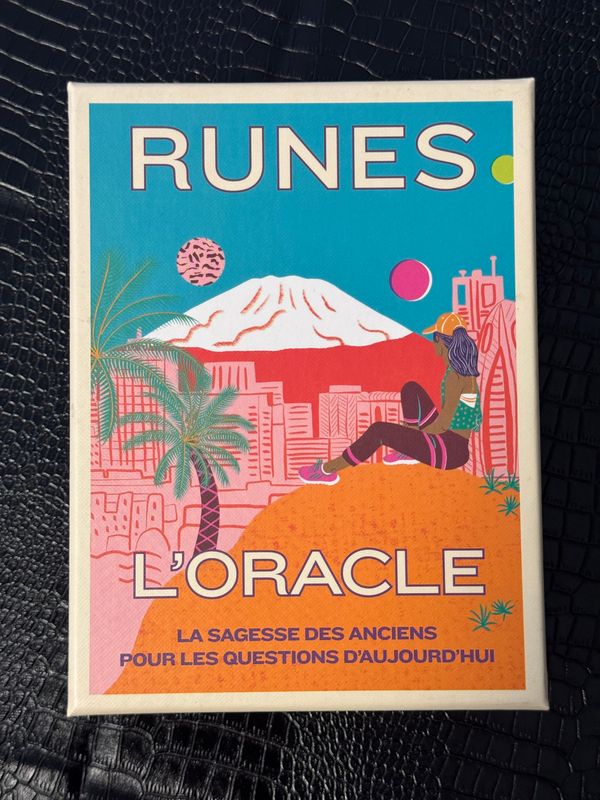 RUNES
L'ORACLE
LA SAGESSE DES ANCIENS
POUR LES QUESTIONS D'AUJOURD'HUI